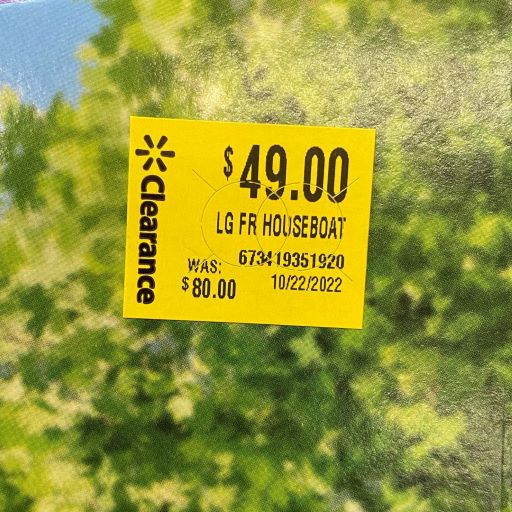 Clearance
$49.00
LG FR HOUSEBOAT
673419351920
WAS:
$80.00
10/22/2022